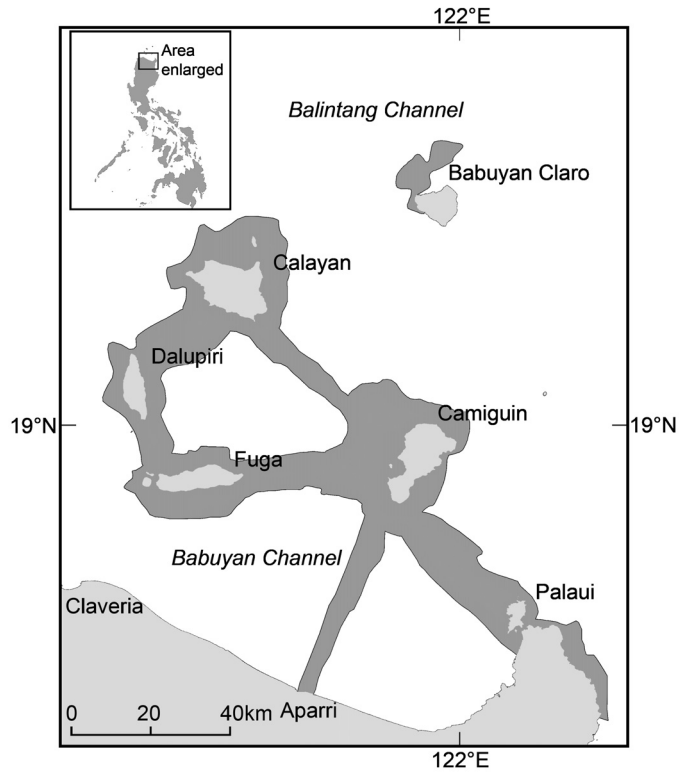 122°E
Area
enlarged
Balintang Channel
Babuyan Claro
Calayan
Dalupiri
Camiguin
19°N
19°N
Fuga
Babuyan Channel
Palaui
Claveria
0 20 40km
Aparri
122°E